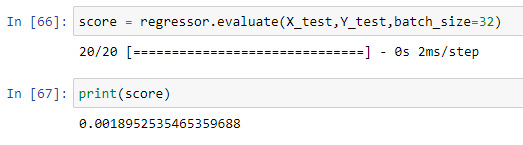 In [66]: score = regressor.evaluate(X_test,Y_test,batch_size=32)
20/20 [==============================] - 0s 2ms/step
In [67]: print(score)
0.0018952535465359688